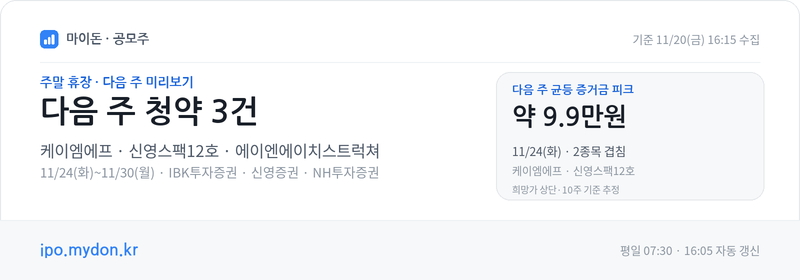 마이돈 · 공모주
기준 11/20(금) 16:15 수집
주말 휴장 · 다음 주 미리보기
다음 주 청약 3건
케이엠에프 · 신영스팩12호 · 에이엔에이치스트럭쳐
11/24(화)~11/30(월) · IBK투자증권 · 신영증권 · NH투자증권
다음 주 균등 증거금 피크
약 9.9만원
11/24(화) · 2종목 겹침
케이엠에프 · 신영스팩12호
희망가 상단·10주 기준 추정
ipo.mydon.kr
평일 07:30 · 16:05 자동 갱신